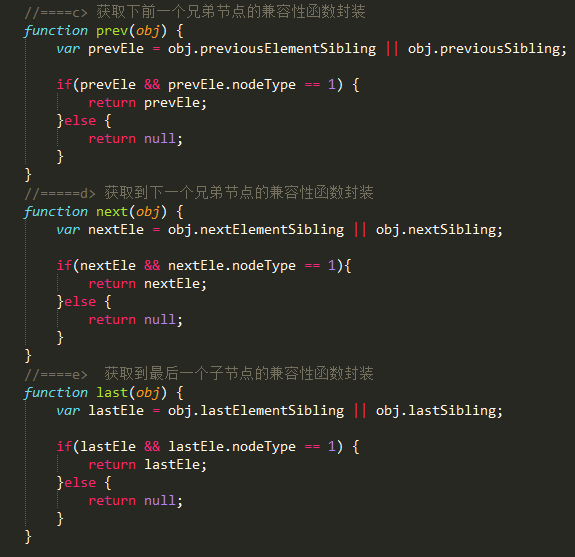 //====c> 获取下前一个兄弟节点的兼容性函数封装
function prev(obj) {
    var prevEle = obj.previousElementSibling || obj.previousSibling;

    if(prevEle && prevEle.nodeType == 1) {
        return prevEle;
    }else {
        return null;
    }
}
//=====d> 获取到下一个兄弟节点的兼容性函数封装
function next(obj) {
    var nextEle = obj.nextElementSibling || obj.nextSibling;

    if(nextEle && nextEle.nodeType == 1){
        return nextEle;
    }else {
        return null;
    }
}
//====e>  获取到最后一个子节点的兼容性函数封装
function last(obj) {
    var lastEle = obj.lastElementSibling || obj.lastSibling;

    if(lastEle && lastEle.nodeType == 1) {
        return lastEle;
    }else {
        return null;
    }
}